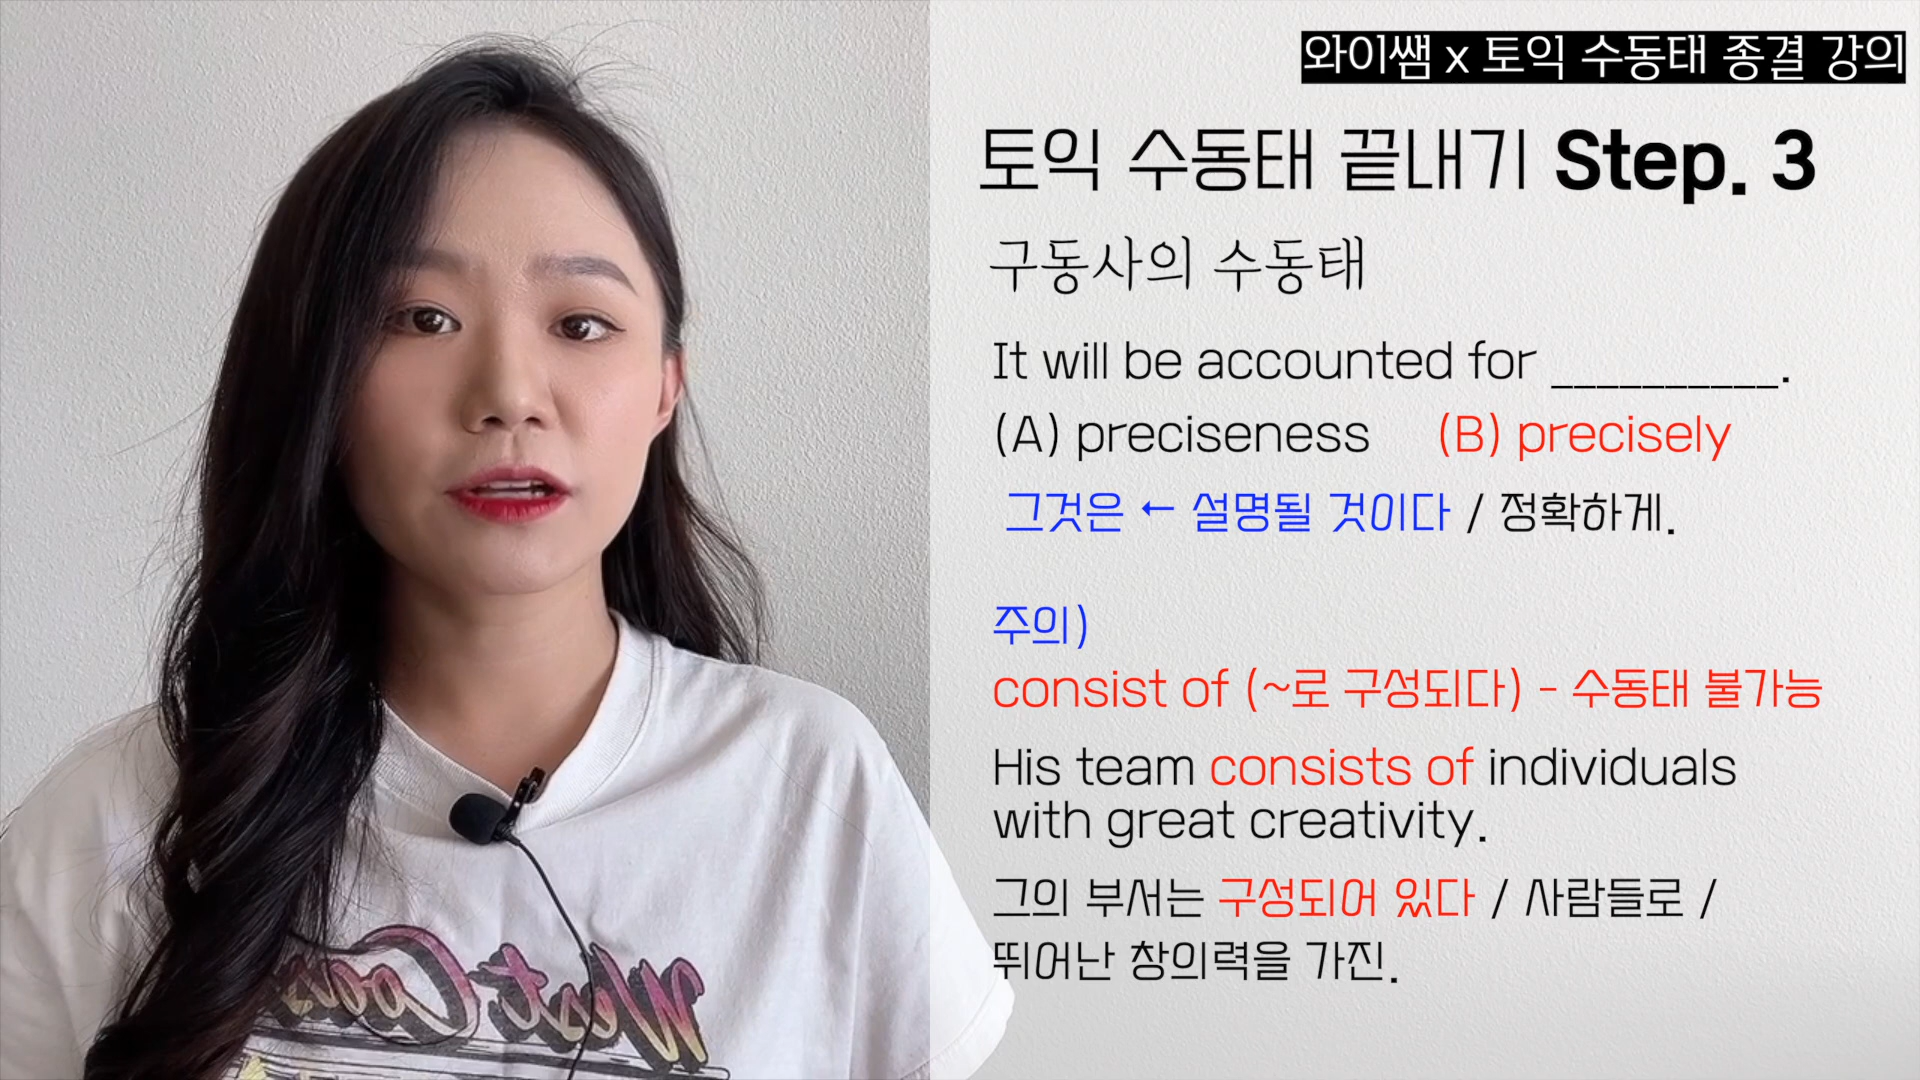 와이쌤 x 토익 수동태 종결 강의
토익 수동태 끝내기 Step. 3
구동사의 수동태
It will be accounted for __________.
(A) preciseness (B) precisely
그것은 ← 설명될 것이다 / 정확하게.
주의)
consist of (~로 구성되다) - 수동태 불가능
His team consists of individuals
with great creativity.
그의 부서는 구성되어 있다 / 사람들로 /
뛰어난 창의력을 가진.
West Coast